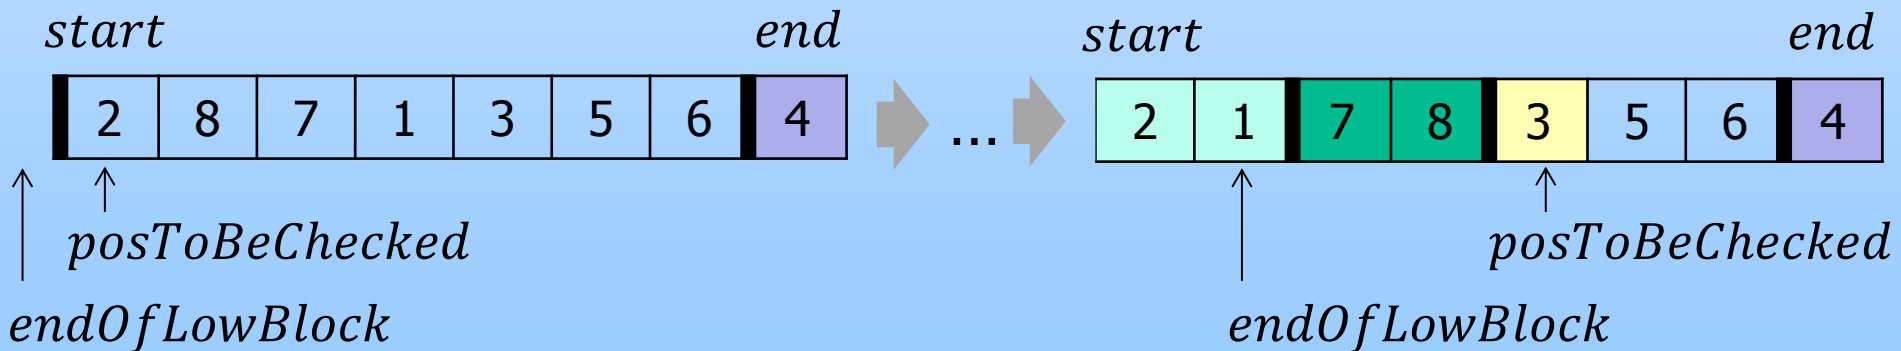 start end start end
2 8 7 1 3 5 6 4 ... 2 1 7 8 3 5 6 4
posToBeChecked posToBeChecked
endOfLowBlock endOfLowBlock